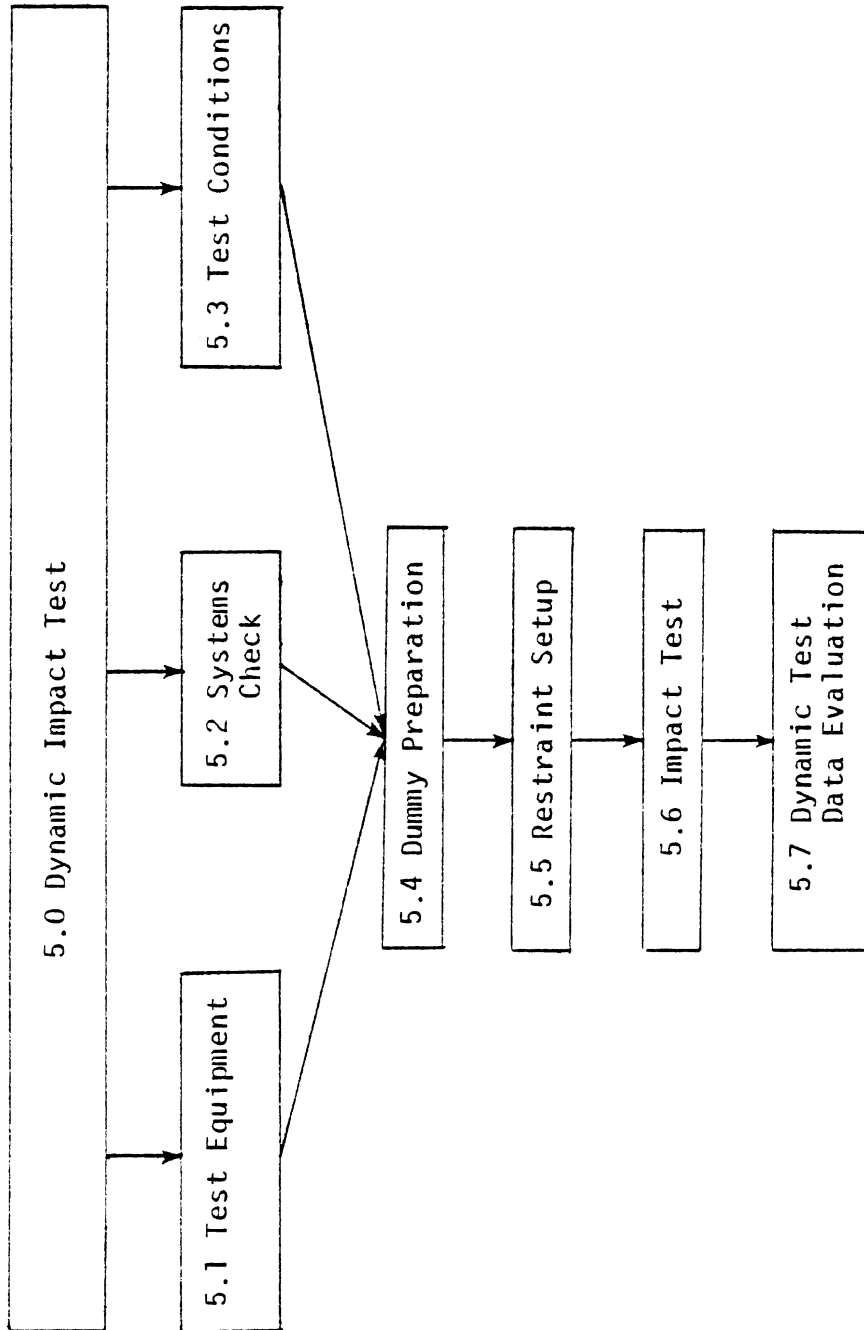 5.0 Dynamic Impact Test
5.1 Test Equipment
5.2 Systems
Check
5.3 Test Conditions
5.4 Dummy Preparation
5.5 Restraint Setup
5.6 Impact Test
5.7 Dynamic Test
Data Evaluation